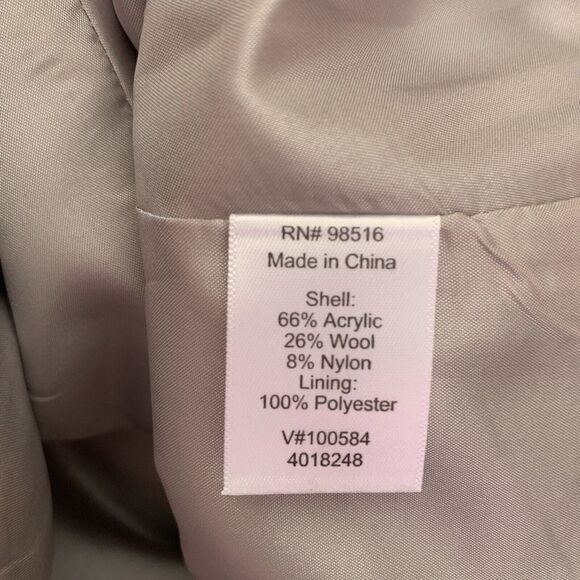 RN# 98516
Made in China
Shell:
66% Acrylic
26% Wool
8% Nylon
Lining:
100% Polyester
V#100584
4018248